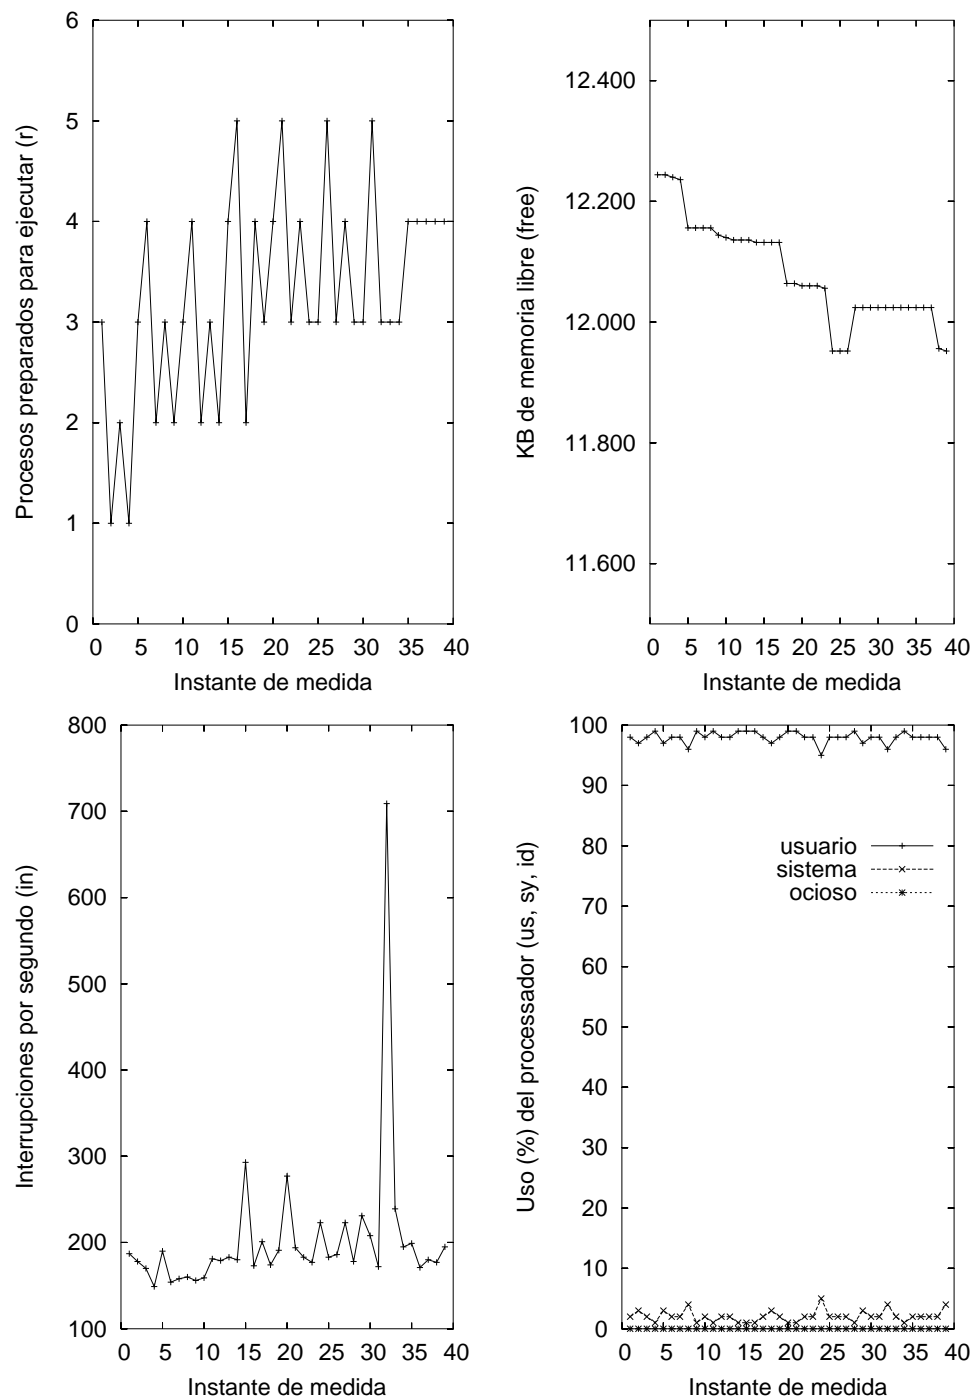 Procesos preparados para ejecutar (r)
6
5
4
3
2
1
0
0 5 10 15 20 25 30 35 40
Instante de medida
KB de memoria libre (free)
12.400
12.200
12.000
11.800
11.600
0 5 10 15 20 25 30 35 40
Instante de medida
Interrupciones por segundo (in)
800
700
600
500
400
300
200
100
0 5 10 15 20 25 30 35 40
Instante de medida
Uso (%) del processador (us, sy, id)
100
90
80
70
60
50
40
30
20
10
0
usuario
sistema
ocioso
0 5 10 15 20 25 30 35 40
Instante de medida